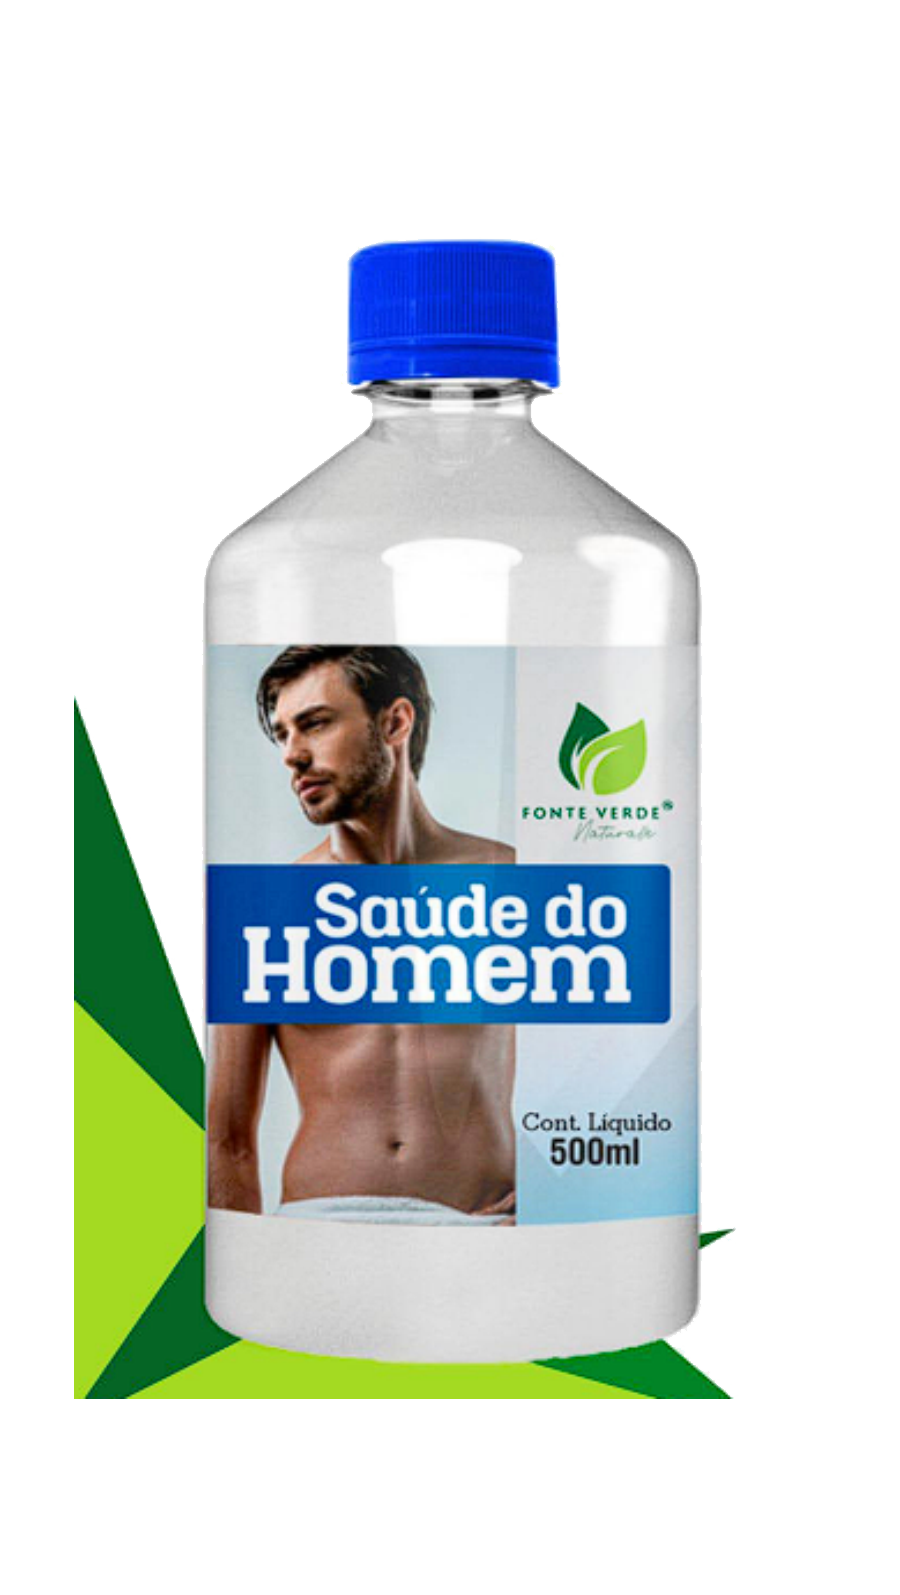 FONTE VERDE®
Naturale
Saúde do
Homem
Cont. Líquido
500ml